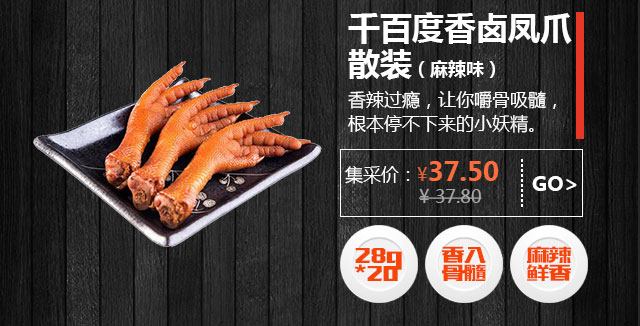 千百度香卤凤爪
散装（麻辣味）
香辣过瘾，让你嚼骨吸髓，
根本停不下来的小妖精。
集采价：¥37.50
¥ 37.80
GO>
28g
*20
香入
骨髓
麻辣
鲜香